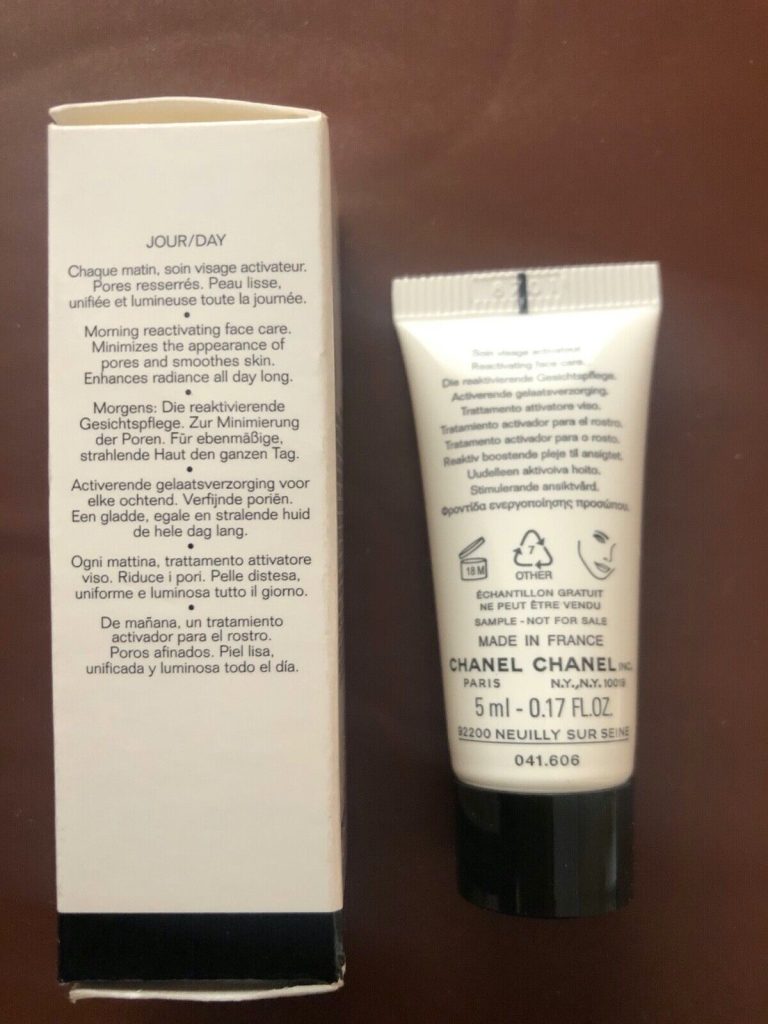 JOUR/DAY
Chaque matin, soin visage activateur.
Pores resserrés. Peau lisse,
unifiée et lumineuse toute la journée.
•
Morning reactivating face care.
Minimizes the appearance of
pores and smoothes skin.
Enhances radiance all day long.
•
Morgens: Die reaktivierende
Gesichtspflege. Zur Minimierung
der Poren. Für ebenmäßige,
strahlende Haut den ganzen Tag.
•
Activerende gelaatsverzorging voor
elke ochtend. Verfijnde poriën.
Een gladde, egale en stralende huid
de hele dag lang.
•
Ogni mattina, trattamento attivatore
viso. Riduce i pori. Pelle distesa,
uniforme e luminosa tutto il giorno.
•
De mañana, un tratamiento
activador para el rostro.
Poros afinados. Piel lisa,
unificada y luminosa todo el día.
Soin visage activateur.
Reactivating face care.
Die reaktivierende Gesichtspflege.
Activerende gelaatsverzorging.
Trattamento attivatore viso.
Tratamiento activador para el rostro.
Tratamento activador para o rosto.
Reaktiv boostende pleje til ansigtet.
Uudelleen aktivoiva hoito.
Stimulerande ansiktvård.
Φροντίδα ενεργοποίησης προσώπου.
18 M
7
OTHER
ÉCHANTILLON GRATUIT
NE PEUT ÊTRE VENDU
SAMPLE - NOT FOR SALE
MADE IN FRANCE
CHANEL CHANEL INC.
PARIS N.Y., N.Y. 10019
5 ml - 0.17 FL.OZ.
92200 NEUILLY SUR SEINE
041.606